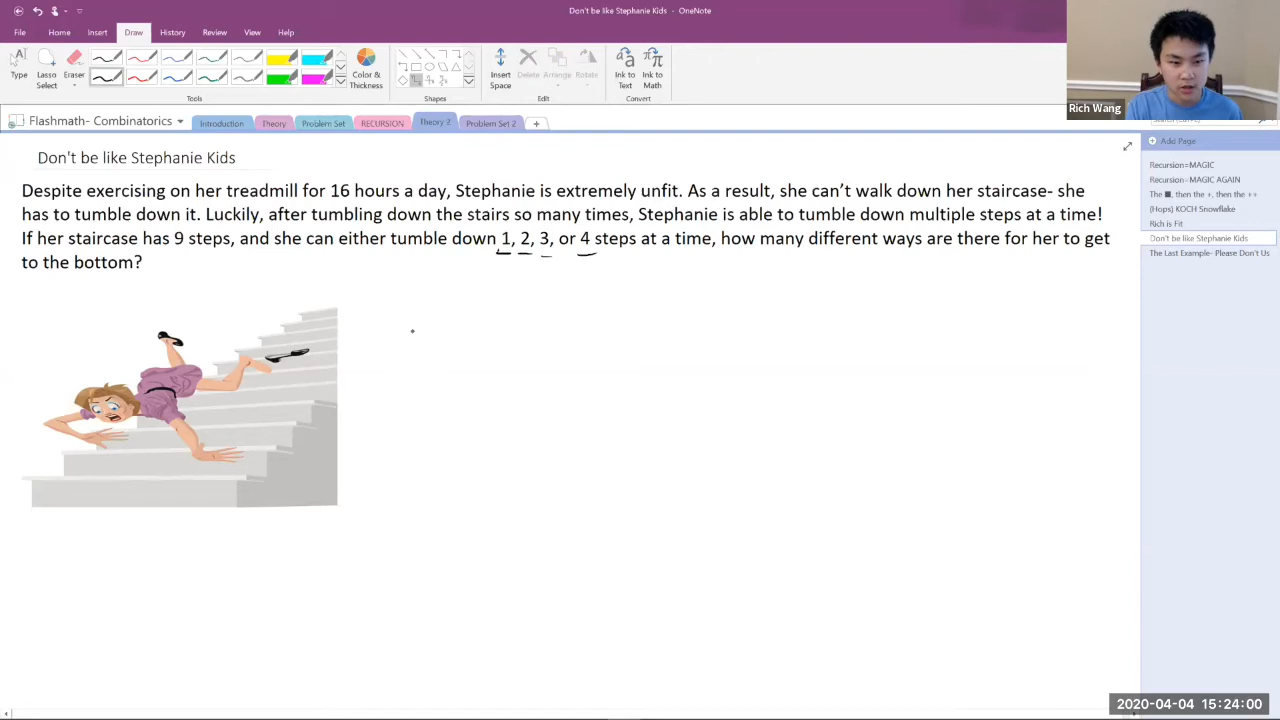 Don't be like Stephanie Kids - OneNote
File Home Insert Draw History Review View Help
Type
Lasso Select
Eraser
Color & Thickness
Insert Space
Delete
Arrange
Rotate
Ink to Text
Ink to Math
Tools
Shapes
Edit
Convert
Rich Wang
Flashmath- Combinatorics
Introduction Theory Problem Set RECURSION Theory 2 Problem Set 2
Don't be like Stephanie Kids
Despite exercising on her treadmill for 16 hours a day, Stephanie is extremely unfit. As a result, she can't walk down her staircase- she
has to tumble down it. Luckily, after tumbling down the stairs so many times, Stephanie is able to tumble down multiple steps at a time!
If her staircase has 9 steps, and she can either tumble down 1, 2, 3, or 4 steps at a time, how many different ways are there for her to get
to the bottom?
Add Page
Recursion=MAGIC
Recursion=MAGIC AGAIN
The ■, then the +, then the ++
(Hops) KOCH Snowflake
Rich is Fit
Don't be like Stephanie Kids
The Last Example- Please Don't Us
2020-04-04 15:24:00